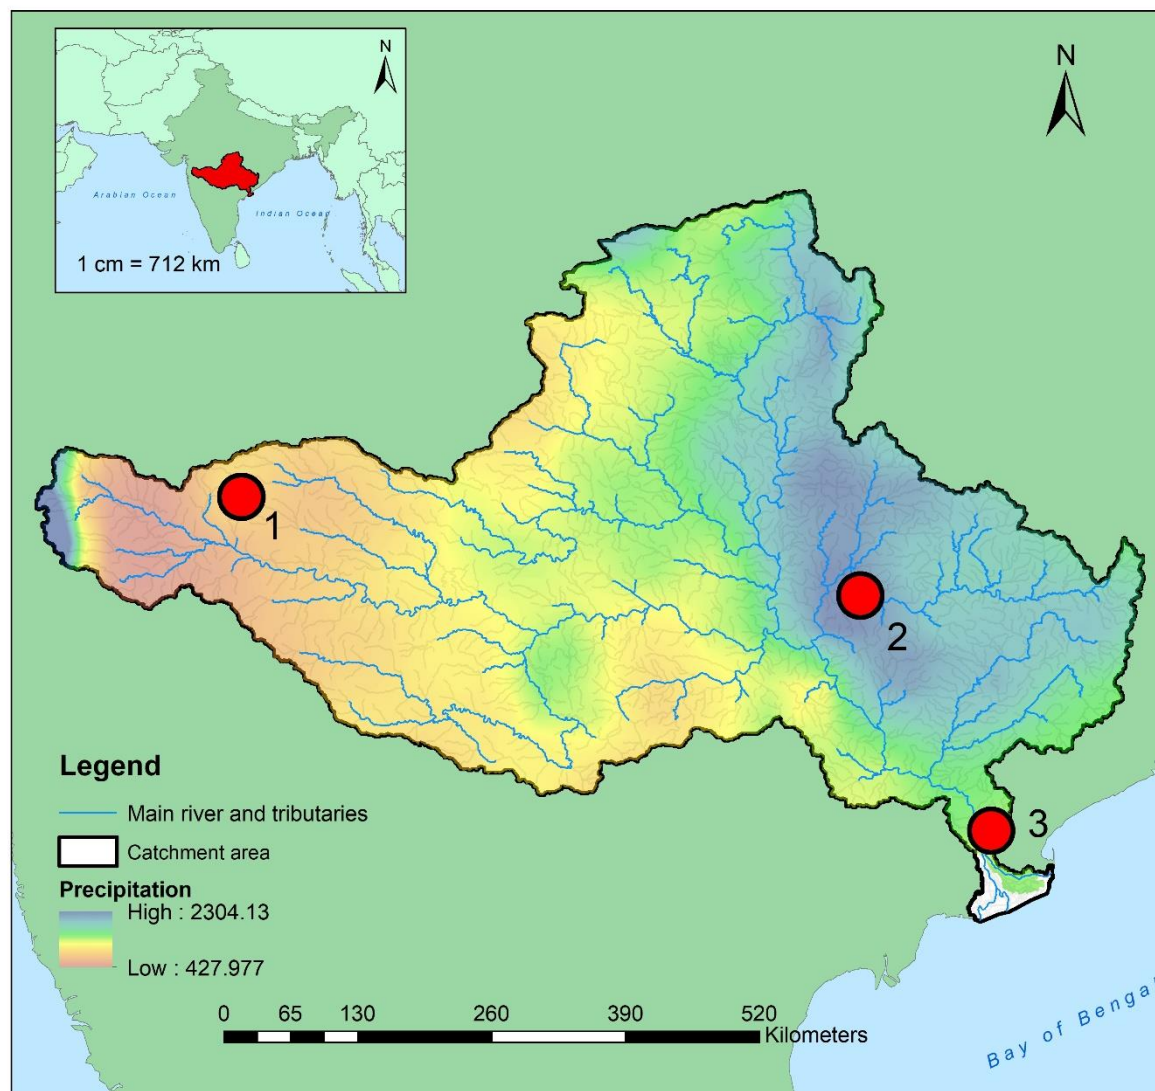 N
Arabian Ocean
Indian Ocean
1 cm = 712 km
N
1
2
3
Legend
Main river and tributaries
Catchment area
Precipitation
High : 2304.13
Low : 427.977
0 65 130 260 390 520
Kilometers
Bay of Benga